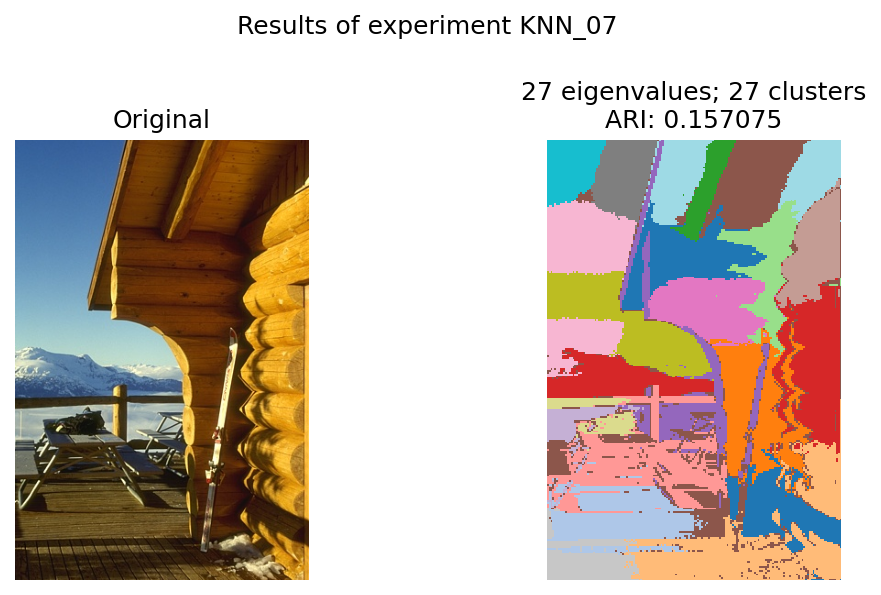 Results of experiment KNN_07
Original
27 eigenvalues; 27 clusters
ARI: 0.157075